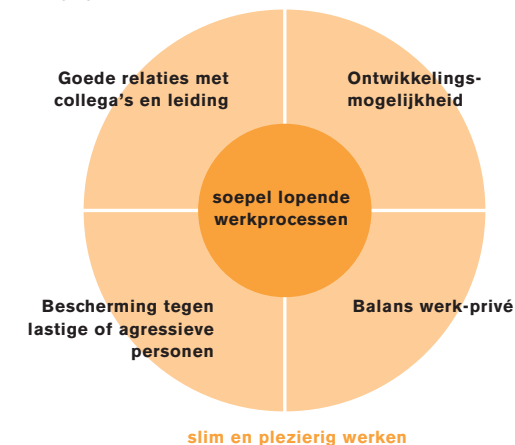 Goede relaties met
collega's en leiding
Ontwikkelings-
mogelijkheid
soepel lopende
werkprocessen
Bescherming tegen
lastige of agressieve
personen
Balans werk-privé
slim en plezierig werken